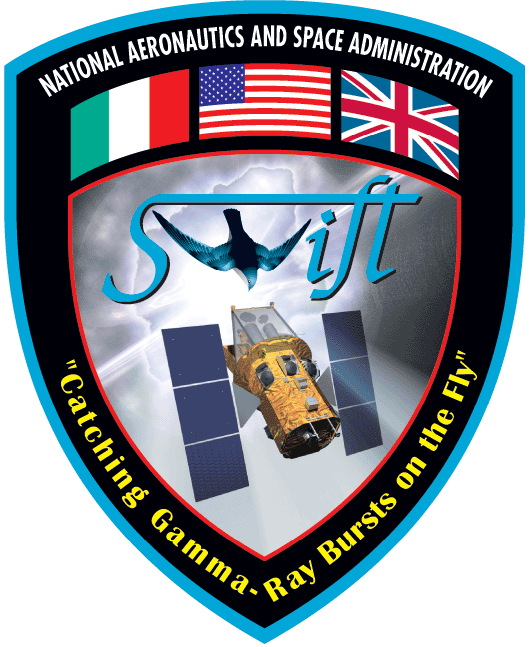 NATIONAL AERONAUTICS AND SPACE ADMINISTRATION
Swift
"Catching Gamma-Ray Bursts on the Fly"